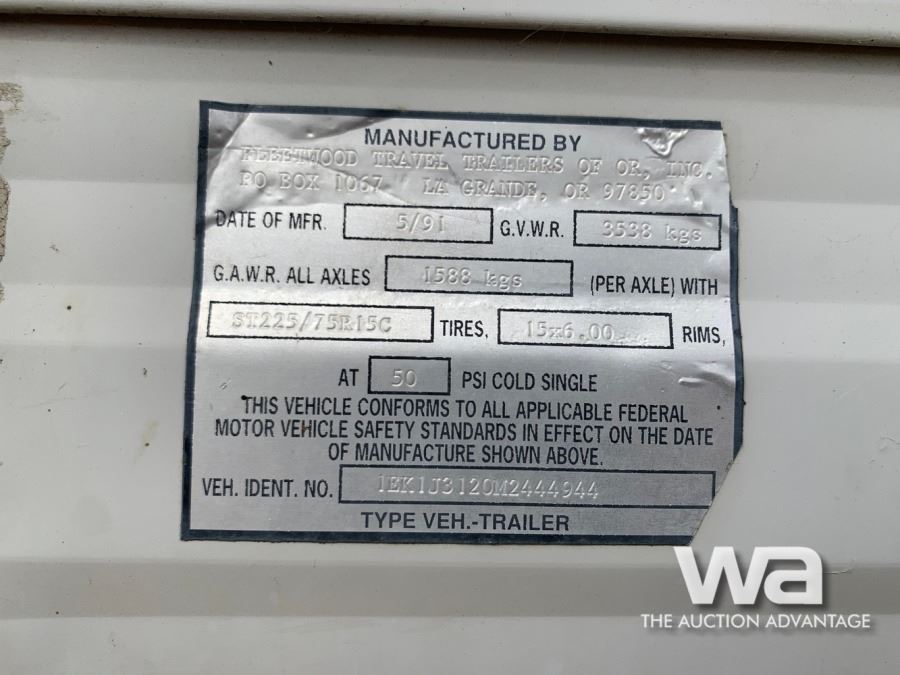 MANUFACTURED BY
FLEETWOOD TRAVEL TRAILERS OF OR, INC.
PO BOX 1067 LA GRANDE, OR 97850
DATE OF MFR. 5/91 G.V.W.R. 3538 kgs
G.A.W.R. ALL AXLES 1588 kgs (PER AXLE) WITH
ST225/75R15C TIRES, 15x6.00 RIMS,
AT 50 PSI COLD SINGLE
THIS VEHICLE CONFORMS TO ALL APPLICABLE FEDERAL
MOTOR VEHICLE SAFETY STANDARDS IN EFFECT ON THE DATE
OF MANUFACTURE SHOWN ABOVE.
VEH. IDENT. NO. 1EK1J3120M2444944
TYPE VEH.-TRAILER
wa
THE AUCTION ADVANTAGE